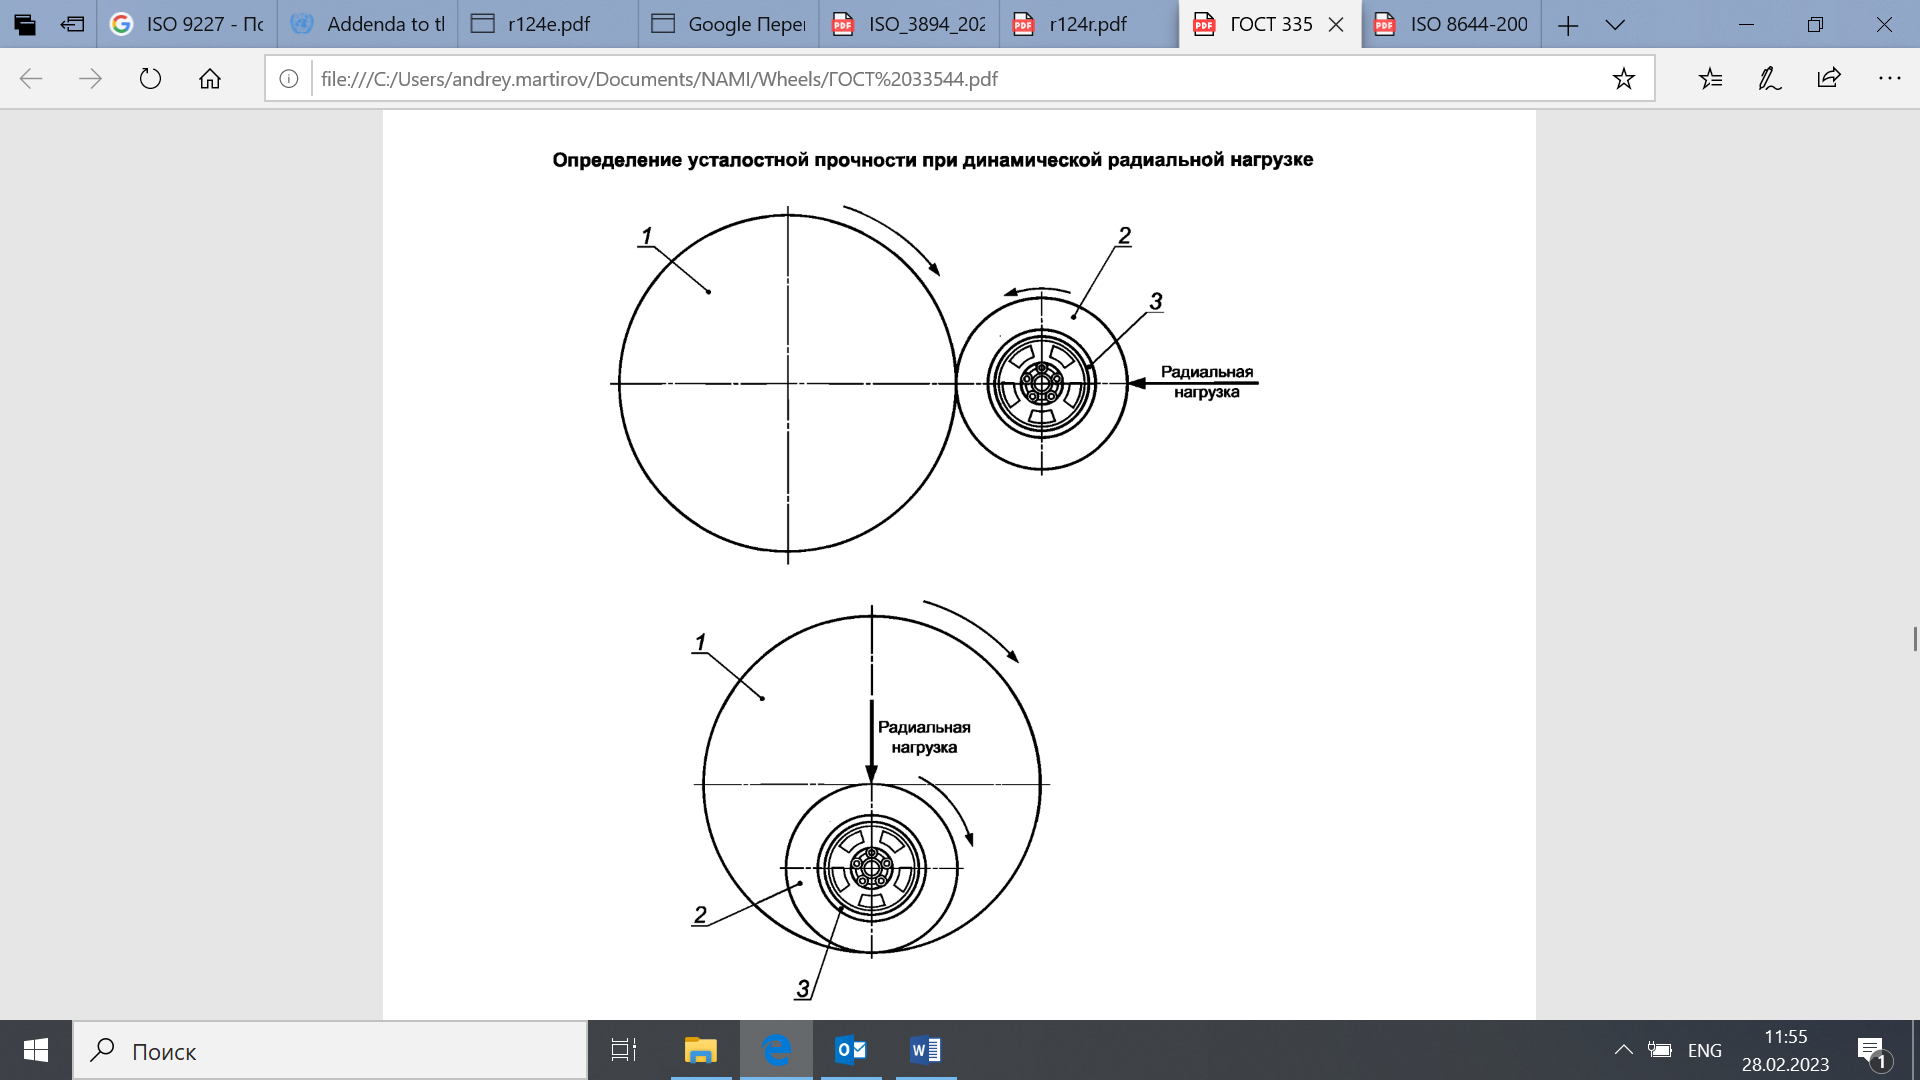 ISO 9227 - По
Addenda to tl
r124e.pdf
Google Перег
ISO_3894_202
r124r.pdf
ГОСТ 335
ISO 8644-200
file:///C:/Users/andrey.martirov/Documents/NAMI/Wheels/ГОСТ%2033544.pdf
Определение усталостной прочности при динамической радиальной нагрузке
1
2
3
Радиальная
нагрузка
1
Радиальная
нагрузка
2
3
Поиск
ENG
11:55
28.02.2023
1